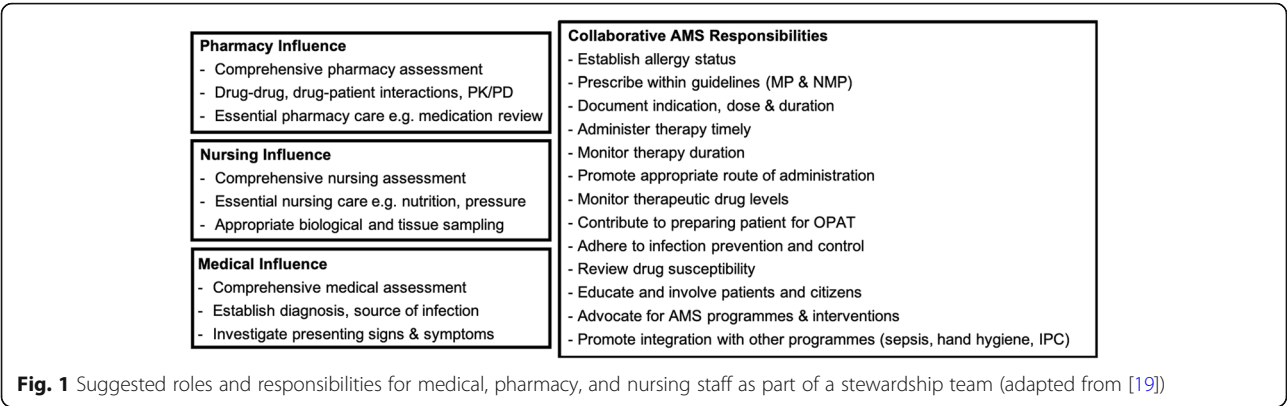 Pharmacy Influence
- Comprehensive pharmacy assessment
- Drug-drug, drug-patient interactions, PK/PD
- Essential pharmacy care e.g. medication review
Nursing Influence
- Comprehensive nursing assessment
- Essential nursing care e.g. nutrition, pressure
- Appropriate biological and tissue sampling
Medical Influence
- Comprehensive medical assessment
- Establish diagnosis, source of infection
- Investigate presenting signs & symptoms
Collaborative AMS Responsibilities
- Establish allergy status
- Prescribe within guidelines (MP & NMP)
- Document indication, dose & duration
- Administer therapy timely
- Monitor therapy duration
- Promote appropriate route of administration
- Monitor therapeutic drug levels
- Contribute to preparing patient for OPAT
- Adhere to infection prevention and control
- Review drug susceptibility
- Educate and involve patients and citizens
- Advocate for AMS programmes & interventions
- Promote integration with other programmes (sepsis, hand hygiene, IPC)
Fig. 1 Suggested roles and responsibilities for medical, pharmacy, and nursing staff as part of a stewardship team (adapted from [19])